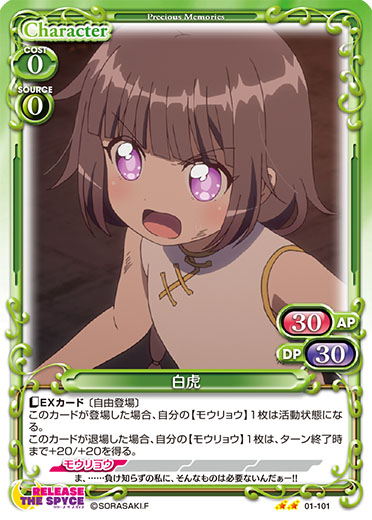 Precious Memories
Character
COST
0
SOURCE
0
30 AP
DP 30
白虎
EXカード〔自由登場〕
このカードが登場した場合、自分の【モウリョウ】1枚は活動状態にな
る。
このカードが退場した場合、自分の【モウリョウ】1枚は、ターン終了時
まで+20/+20を得る。
モウリョウ
ま、……負け知らずの私に、そんなものは必要ないんだぁー!!
RELEASE
THE SPYCE
©SORASAKI.F
01-101